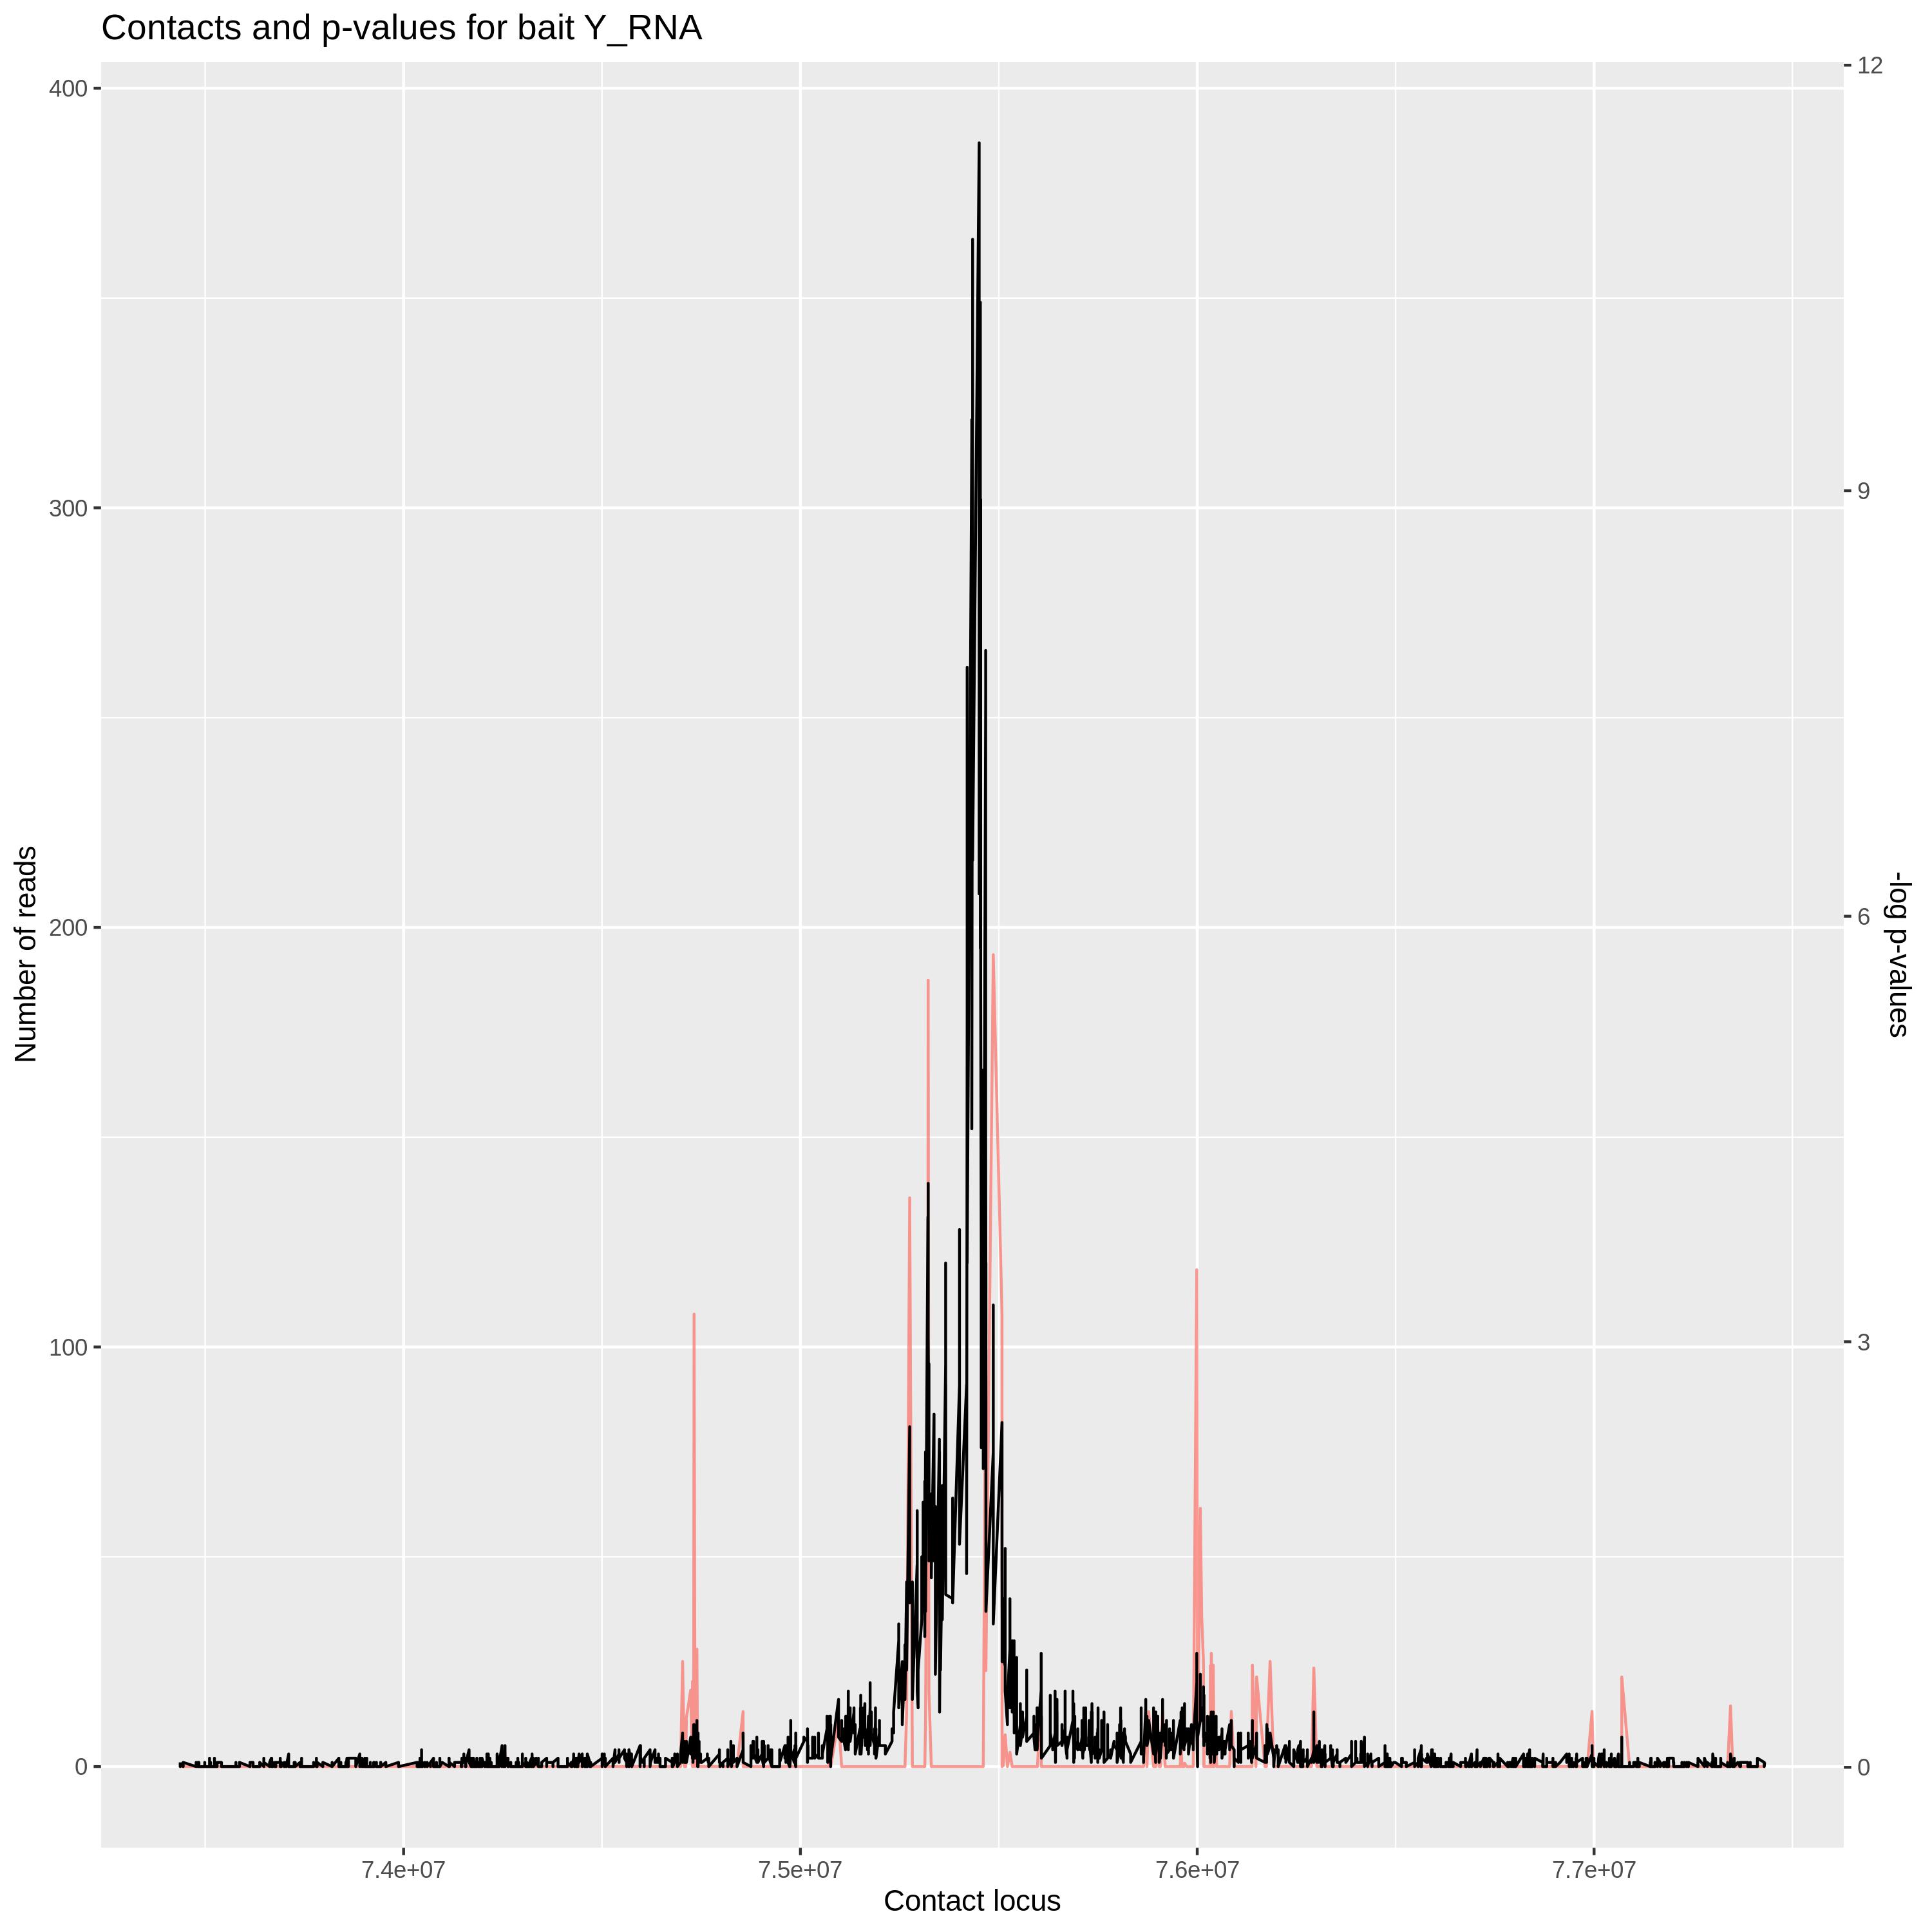 Contacts and p-values for bait Y_RNA
400
300
200
100
0
12
9
6
3
0
Number of reads
-log p-values
7.4e+07 7.5e+07 7.6e+07 7.7e+07
Contact locus